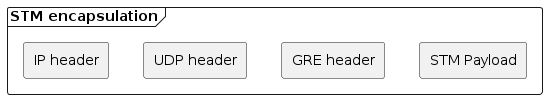 STM encapsulation
IP header
UDP header
GRE header
STM Payload